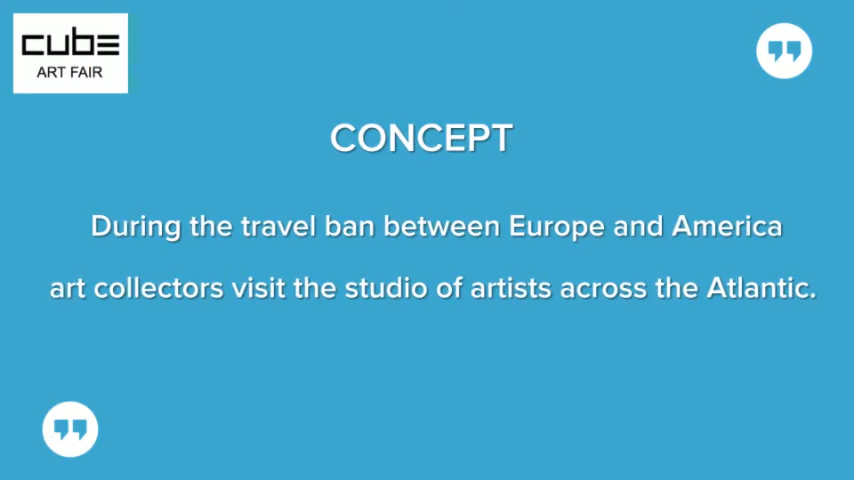 cube
ART FAIR
CONCEPT
During the travel ban between Europe and America
art collectors visit the studio of artists across the Atlantic.